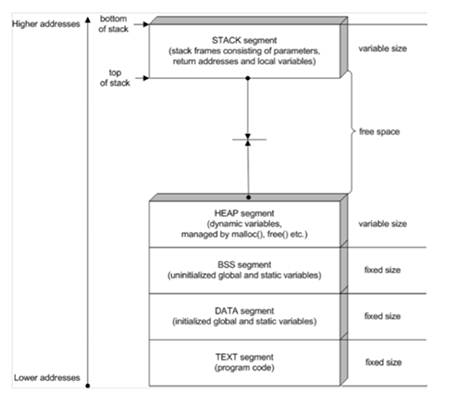 Higher addresses
bottom
of stack
STACK segment
(stack frames consisting of parameters,
return addresses and local variables)
variable size
top
of stack
free space
HEAP segment
(dynamic variables,
managed by malloc(), free() etc.)
variable size
BSS segment
(uninitialized global and static variables)
fixed size
DATA segment
(initialized global and static variables)
fixed size
TEXT segment
(program code)
fixed size
Lower addresses